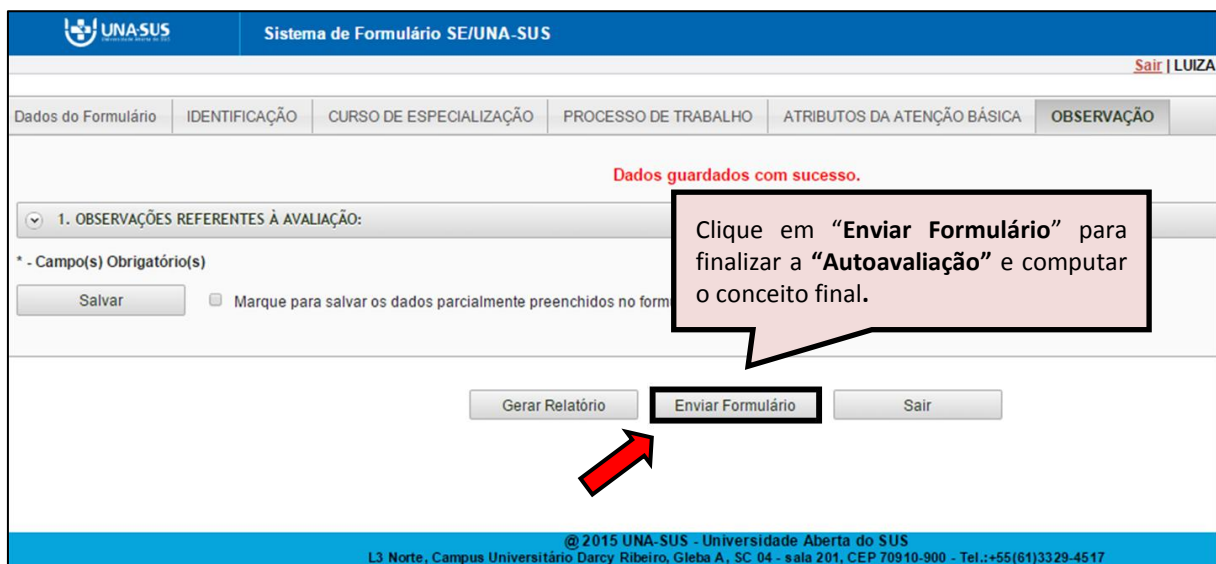 UNA-SUS
Sistema de Formulário SE/UNA-SUS
Sair | LUIZA
Dados do Formulário IDENTIFICAÇÃO CURSO DE ESPECIALIZAÇÃO PROCESSO DE TRABALHO ATRIBUTOS DA ATENÇÃO BÁSICA OBSERVAÇÃO
Dados guardados com sucesso.
1. OBSERVAÇÕES REFERENTES À AVALIAÇÃO:
* - Campo(s) Obrigatório(s)
Salvar Marque para salvar os dados parcialmente preenchidos no
Clique em “Enviar Formulário” para
finalizar a “Autoavaliação” e computar
o conceito final.
Gerar Relatório Enviar Formulário Sair
@ 2015 UNA-SUS - Universidade Aberta do SUS
L3 Norte, Campus Universitário Darcy Ribeiro, Gleba A, SC 04 - sala 201, CEP 70910-900 - Tel.:+55(61)3329-4517